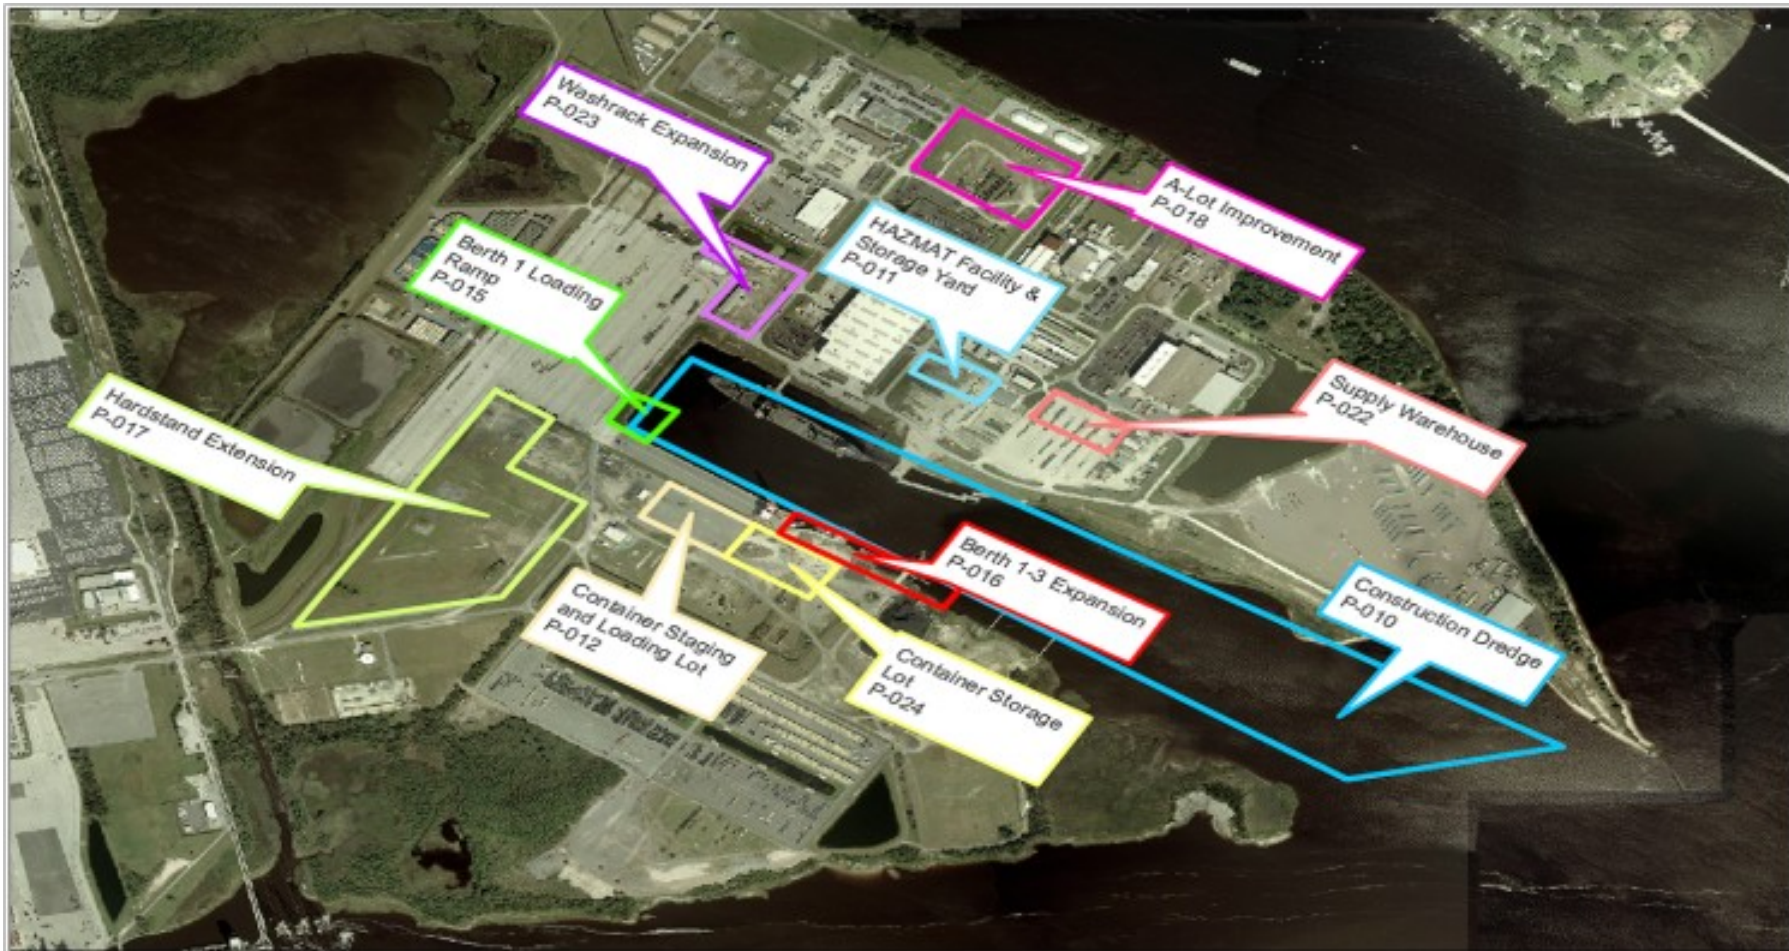 Washrack Expansion
P-023
A-Lot Improvement
P-018
Berth 1 Loading
Ramp
P-015
HAZMAT Facility &
Storage Yard
P-011
Hardstand Extension
P-017
Supply Warehouse
P-022
Container Staging
and Loading Lot
P-012
Berth 1-3 Expansion
P-016
Construction Dredge
P-010
Container Storage
Lot
P-024